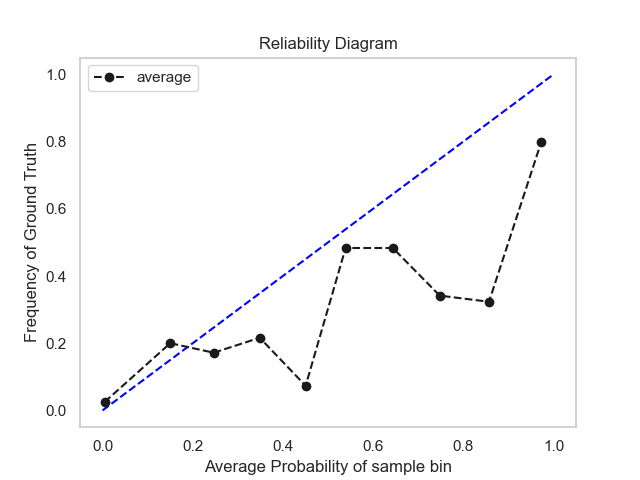 Reliability Diagram
average
1.0
0.8
0.6
0.4
0.2
0.0
Frequency of Ground Truth
0.0 0.2 0.4 0.6 0.8 1.0
Average Probability of sample bin